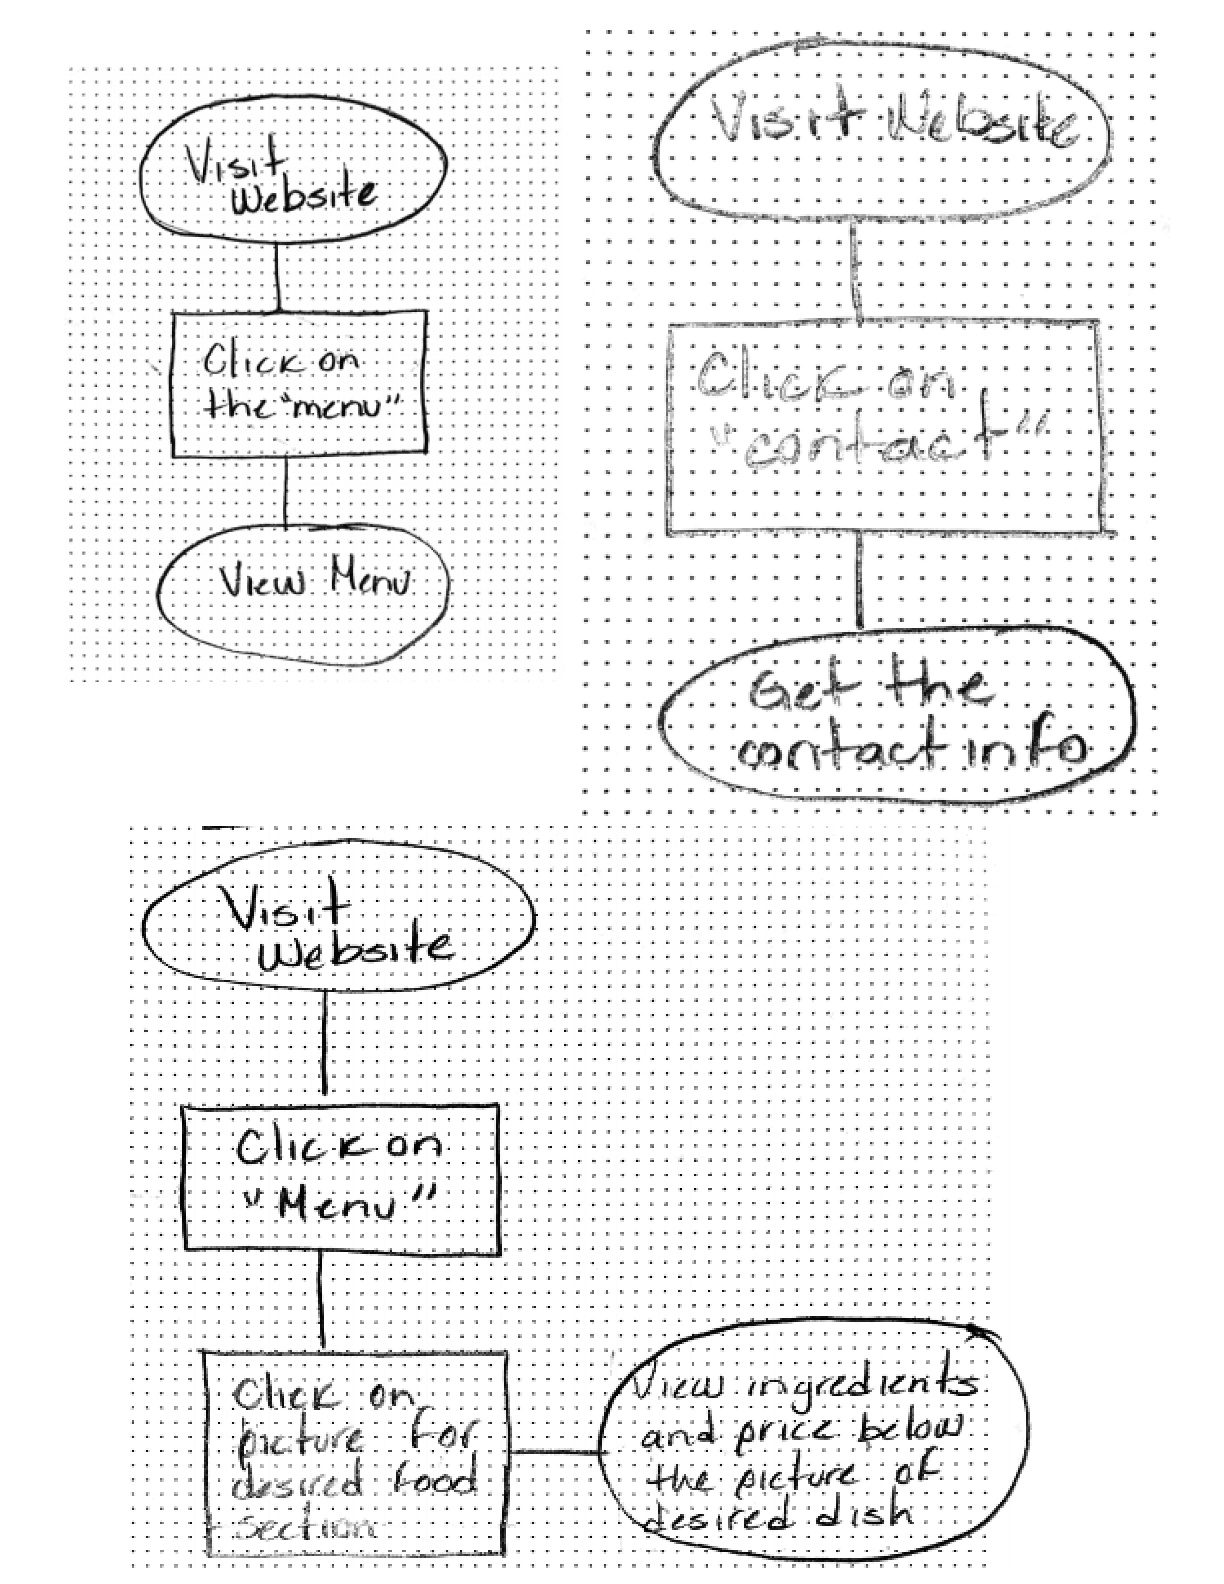 Visit
Website
Click on
the "menu"
View Menu
Visit Website
Click on
"contact"
Get the
contact info
Visit
Website
Click on
"Menu"
Click on
picture for
desired food
section
View ingredients
and price below
the picture of
desired dish